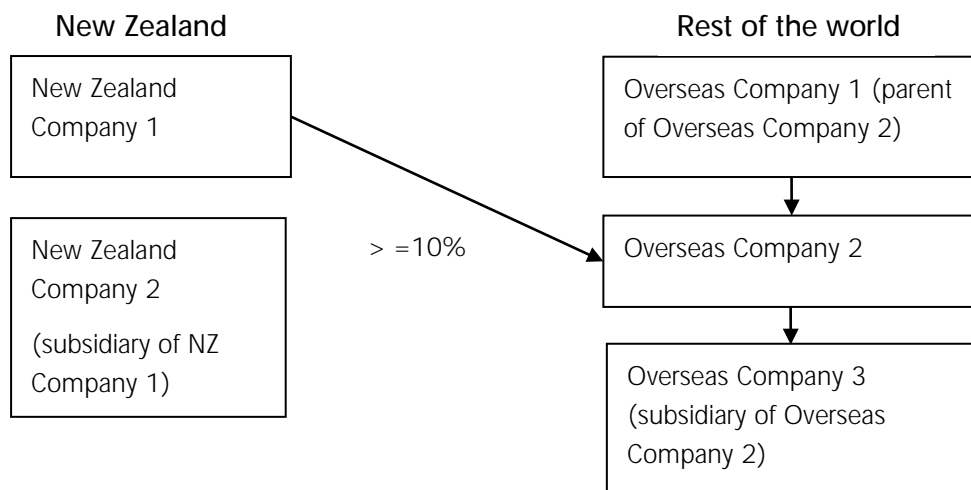 New Zealand
Rest of the world
New Zealand
Company 1
Overseas Company 1 (parent
of Overseas Company 2)
New Zealand
Company 2
(subsidiary of NZ
Company 1)
> =10%
Overseas Company 2
Overseas Company 3
(subsidiary of Overseas
Company 2)